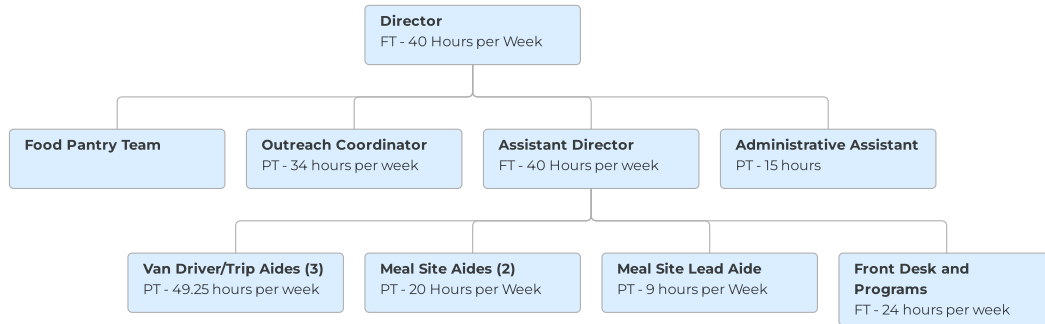 Director
FT - 40 Hours per Week
Food Pantry Team
Outreach Coordinator
PT - 34 hours per week
Assistant Director
FT - 40 Hours per Week
Administrative Assistant
PT - 15 hours
Van Driver/Trip Aides (3)
PT - 49.25 hours per week
Meal Site Aides (2)
PT - 20 Hours Per Week
Meal Site Lead Aide
PT - 9 hours per Week
Front Desk and
Programs
FT - 24 hours per week